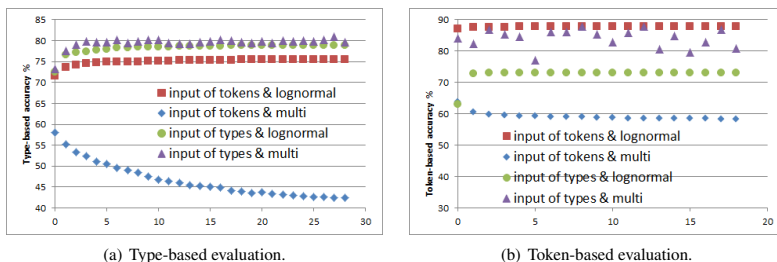 85
80
75
70
65
60
55
50
45
40
0
5
10
15
20
25
30
Type-based accuracy %
input of tokens & lognormal
input of tokens & multi
input of types & lognormal
input of types & multi
(a) Type-based evaluation.
90
80
70
60
50
40
30
0
5
10
15
20
Token-based accuracy %
input of tokens & lognormal
input of tokens & multi
input of types & lognormal
input of types & multi
(b) Token-based evaluation.